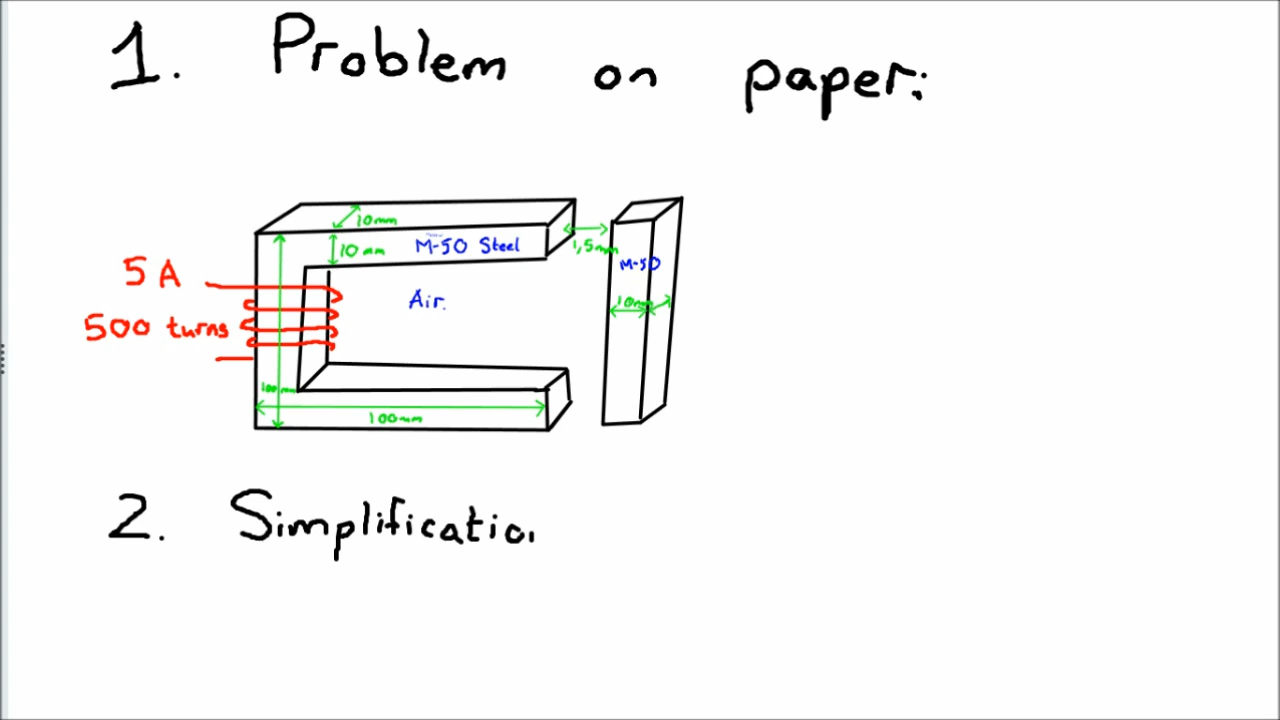 1. Problem on paper:
10mm
10mm
M-50 Steel
1,5mm
M-50
5 A
Air.
10mm
500 turns
100mm
100mm
2. Simplification